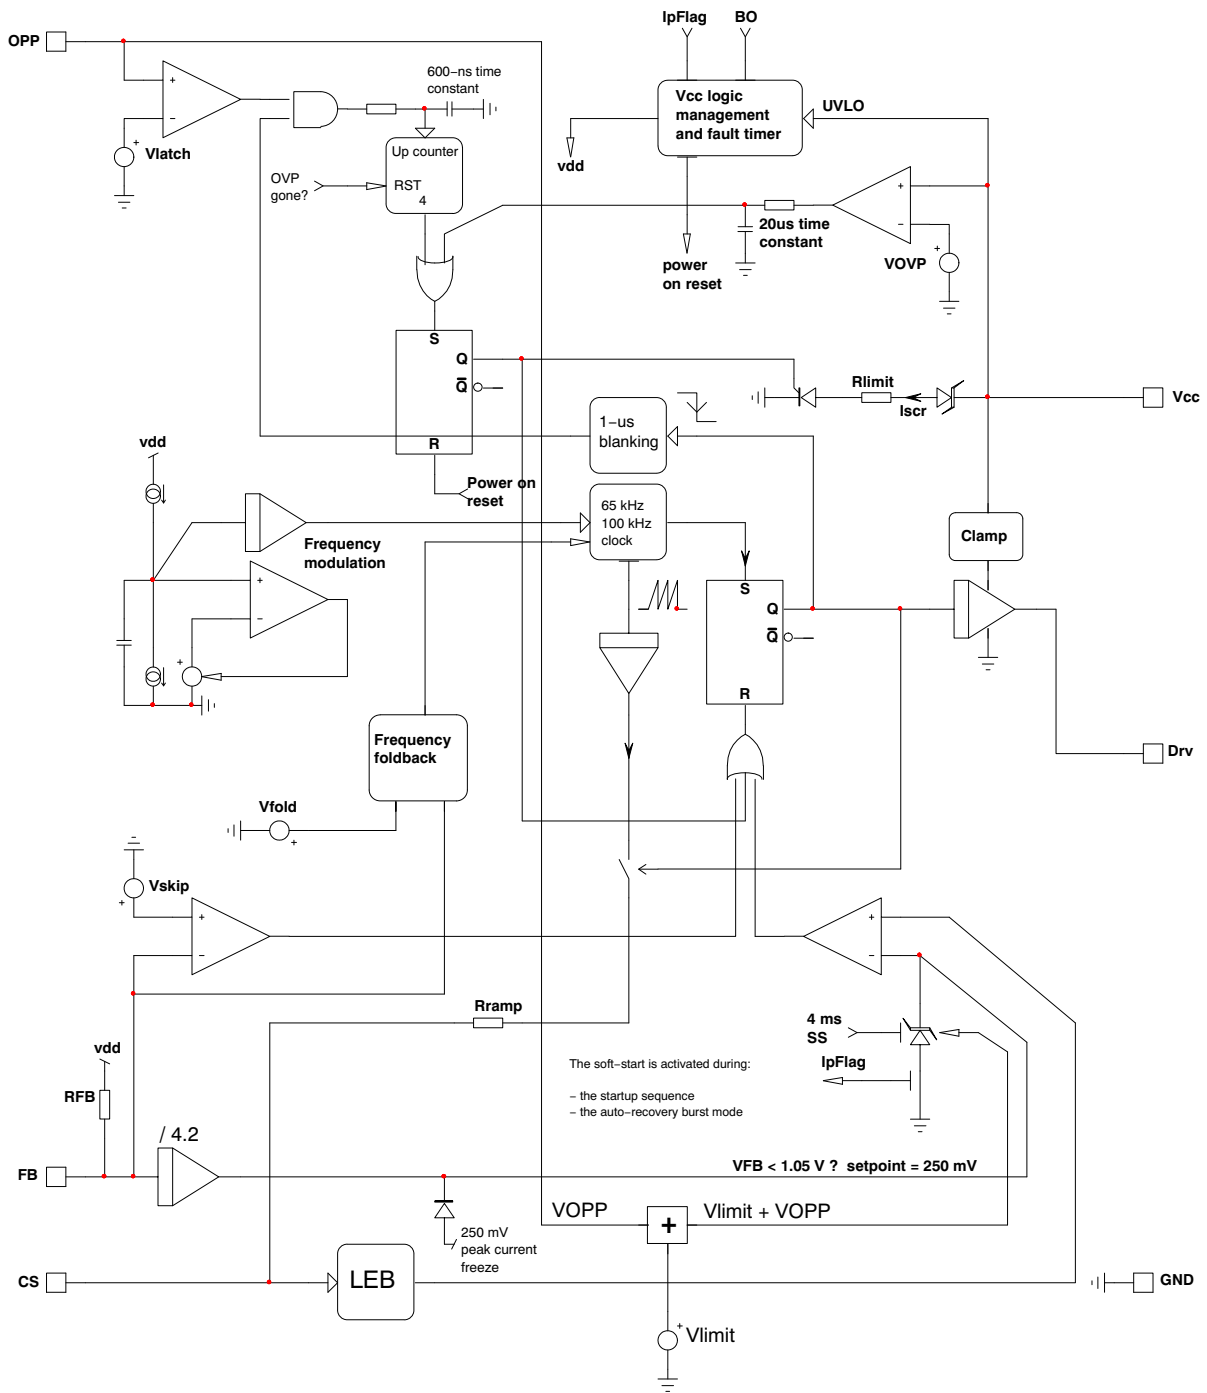 IpFlag
BO
OPP
600-ns time
constant
Vcc logic
management
and fault timer
UVLO
+
-
+
Vlatch
Up counter
vdd
OVP
gone?
RST
4
+
-
20us time
constant
+
VOVP
power
on reset
S
Q
Q
R
Rlimit
Iscr
Vcc
1-us
blanking
vdd
Power on
reset
65 kHz
100 kHz
clock
Frequency
modulation
Clamp
+
-
+
S
Q
Q
R
Frequency
foldback
Drv
Vfold
+
Vskip
+
+
-
+
-
Rramp
4 ms
SS
vdd
The soft-start is activated during:
IpFlag
RFB
- the startup sequence
- the auto-recovery burst mode
/ 4.2
FB
VFB < 1.05 V ? setpoint = 250 mV
VOPP
+
Vlimit + VOPP
250 mV
peak current
freeze
CS
LEB
GND
+
Vlimit